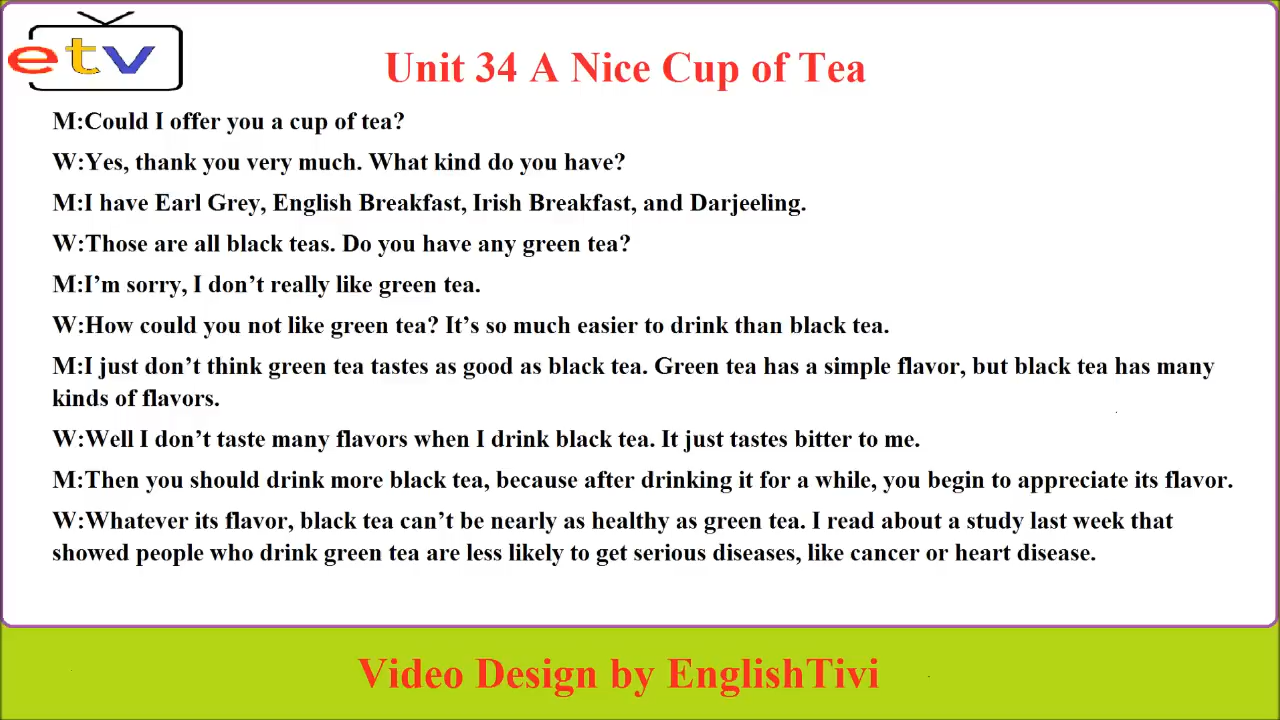 etv
Unit 34 A Nice Cup of Tea
M:Could I offer you a cup of tea?
W:Yes, thank you very much. What kind do you have?
M:I have Earl Grey, English Breakfast, Irish Breakfast, and Darjeeling.
W:Those are all black teas. Do you have any green tea?
M:I’m sorry, I don’t really like green tea.
W:How could you not like green tea? It’s so much easier to drink than black tea.
M:I just don’t think green tea tastes as good as black tea. Green tea has a simple flavor, but black tea has many
kinds of flavors.
W:Well I don’t taste many flavors when I drink black tea. It just tastes bitter to me.
M:Then you should drink more black tea, because after drinking it for a while, you begin to appreciate its flavor.
W:Whatever its flavor, black tea can’t be nearly as healthy as green tea. I read about a study last week that
showed people who drink green tea are less likely to get serious diseases, like cancer or heart disease.
Video Design by EnglishTivi